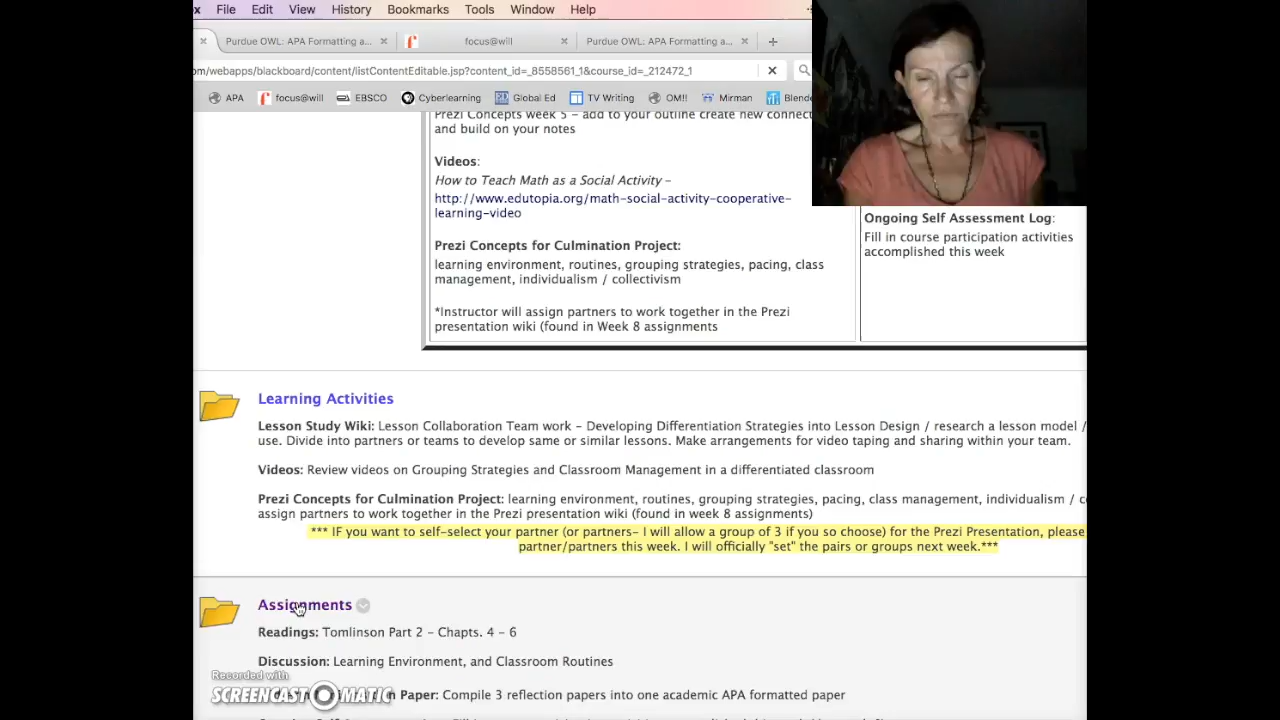 File Edit View History Bookmarks Tools Window Help
Purdue OWL: APA Formatting a... focus@will Purdue OWL: APA Formatting a...
om/webapps/blackboard/content/listContentEditable.jsp?content_id=_8558561_1&course_id=_212472_1
APA focus@will EBSCO Cyberlearning Global Ed TV Writing OM!! Mirman Blende
Prezi Concepts week 5 – add to your outline create new connect
and build on your notes
Videos:
How to Teach Math as a Social Activity –
http://www.edutopia.org/math-social-activity-cooperative-
learning-video
Prezi Concepts for Culmination Project:
learning environment, routines, grouping strategies, pacing, class
management, individualism / collectivism
*Instructor will assign partners to work together in the Prezi
presentation wiki (found in Week 8 assignments
Ongoing Self Assessment Log:
Fill in course participation activities
accomplished this week
Learning Activities
Lesson Study Wiki: Lesson Collaboration Team work – Developing Differentiation Strategies into Lesson Design / research a lesson model /
use. Divide into partners or teams to develop same or similar lessons. Make arrangements for video taping and sharing within your team.
Videos: Review videos on Grouping Strategies and Classroom Management in a differentiated classroom
Prezi Concepts for Culmination Project: learning environment, routines, grouping strategies, pacing, class management, individualism / c
assign partners to work together in the Prezi presentation wiki (found in week 8 assignments)
*** IF you want to self-select your partner (or partners– I will allow a group of 3 if you so choose) for the Prezi Presentation, please
partner/partners this week. I will officially "set" the pairs or groups next week.***
Assignments
Readings: Tomlinson Part 2 – Chapts. 4 – 6
Discussion: Learning Environment, and Classroom Routines
Paper: Compile 3 reflection papers into one academic APA formatted paper
Recorded with
SCREENCAST-O-MATIC